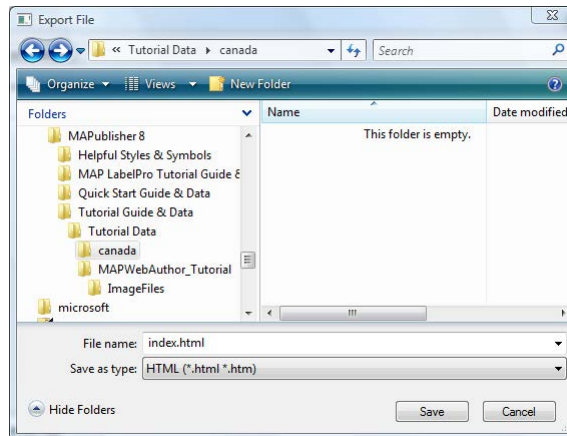 Export File
« Tutorial Data canada
Search
Organize Views New Folder
Folders
Name Date modified
This folder is empty.
MAPublisher 8
Helpful Styles & Symbols
MAP LabelPro Tutorial Guide &
Quick Start Guide & Data
Tutorial Guide & Data
Tutorial Data
canada
MAPWebAuthor_Tutorial
ImageFiles
microsoft
File name: index.html
Save as type: HTML (*.html *.htm)
Hide Folders
Save Cancel